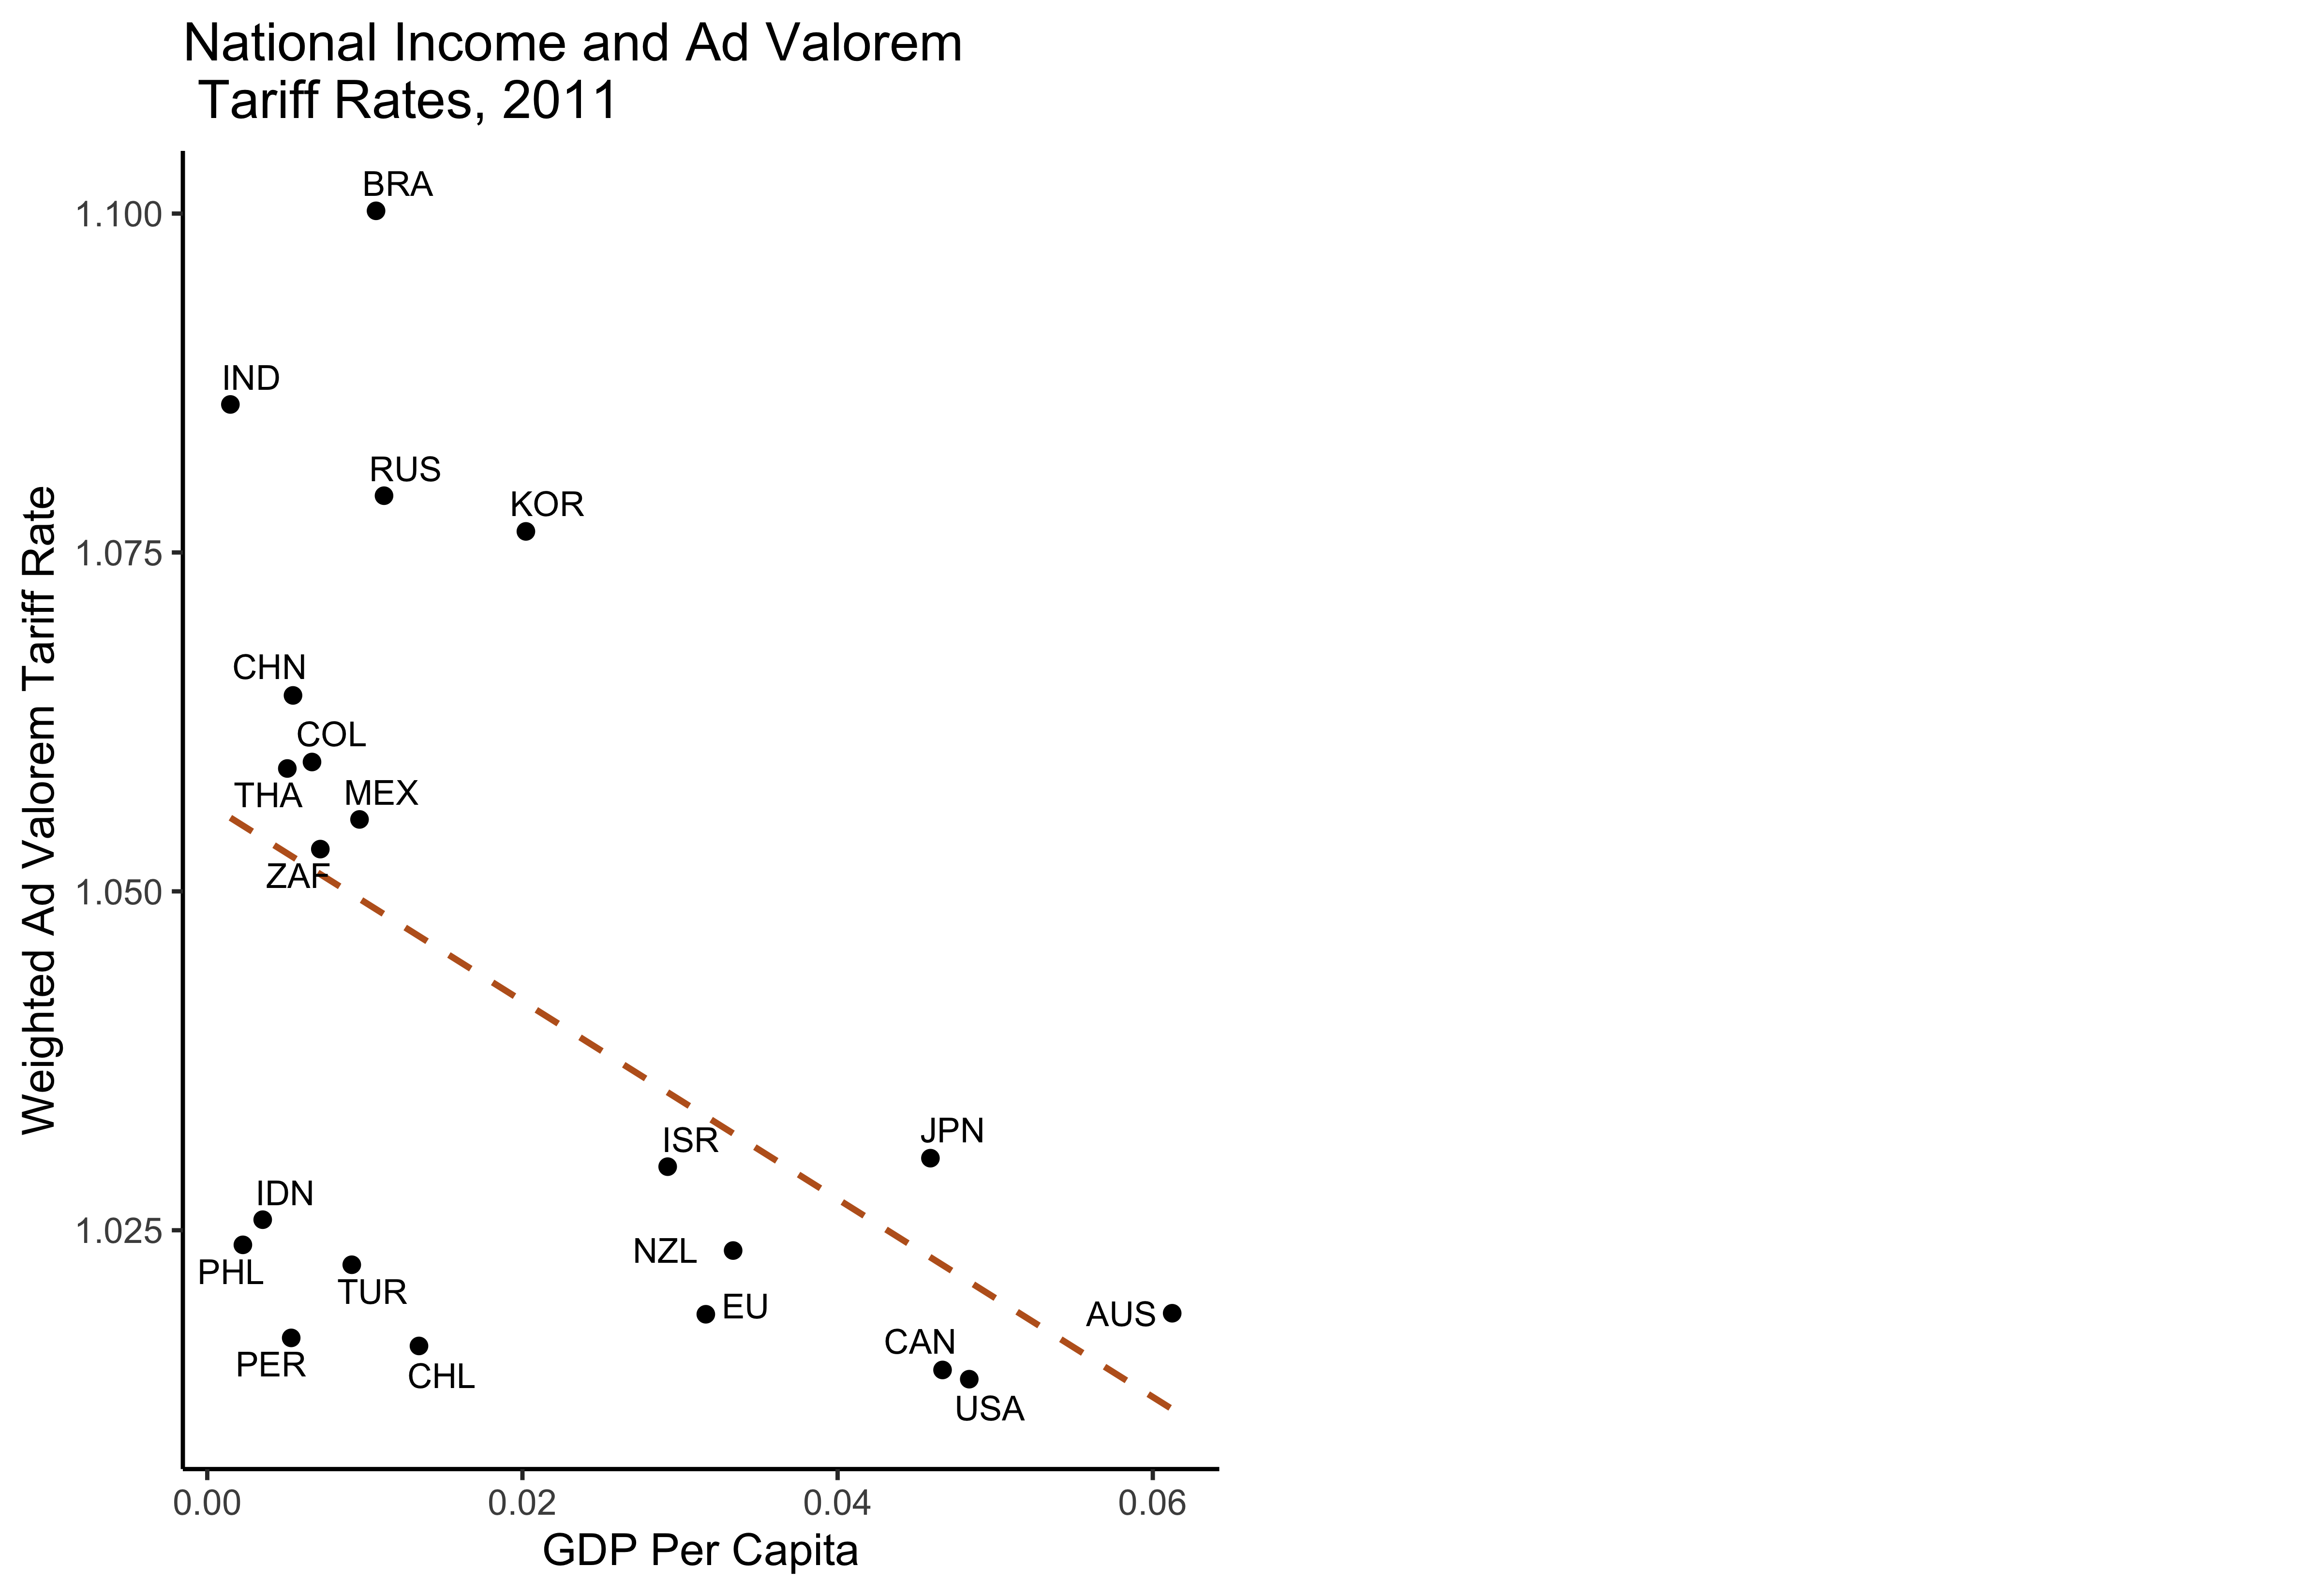 National Income and Ad Valorem
Tariff Rates, 2011
BRA
1.100
IND
RUS
KOR
1.075
CHN
COL
THA
MEX
ZAF
1.050
Weighted Ad Valorem Tariff Rate
JPN
ISR
IDN
1.025
NZL
PHL
TUR
EU
AUS
CAN
PER
CHL
USA
0.00
0.02
0.04
0.06
GDP Per Capita